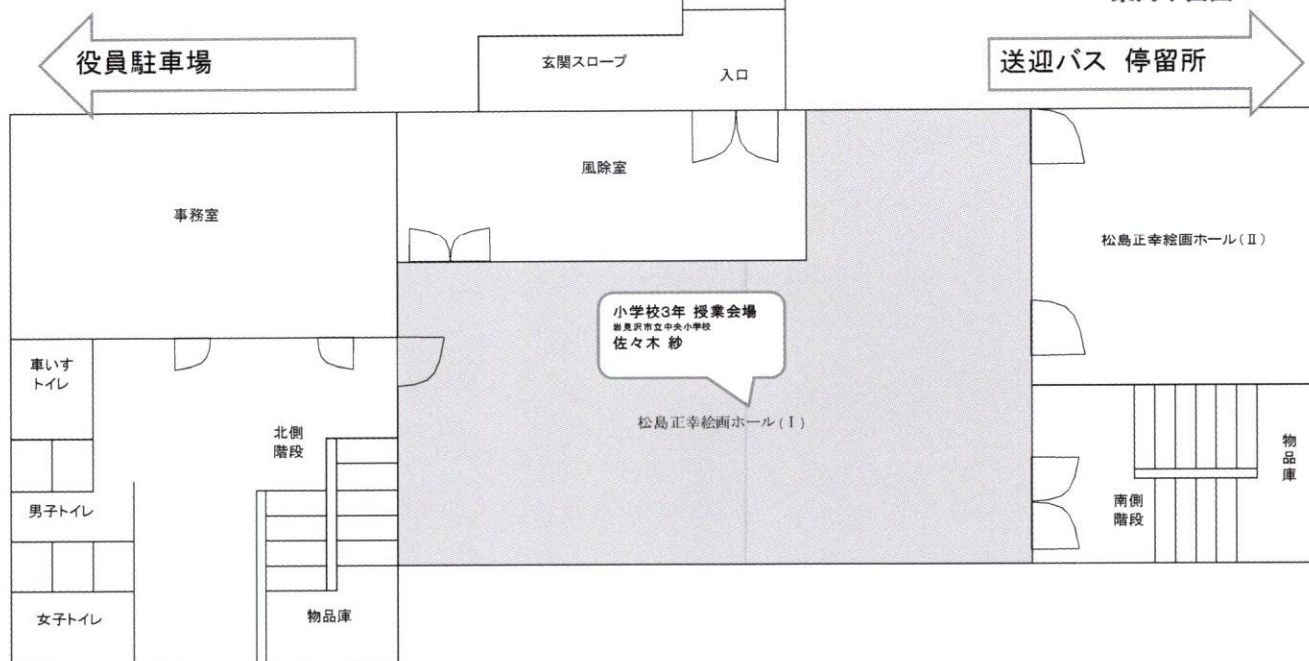 役員駐車場
玄関スロープ
入口
送迎バス 停留所
風除室
事務室
松島正幸絵画ホール(Ⅱ)
小学校3年 授業会場
岩見沢市立中央小学校
佐々木 紗
松島正幸絵画ホール(Ⅰ)
車いす
トイレ
北側
階段
男子トイレ
女子トイレ
物品庫
南側
階段
物品庫